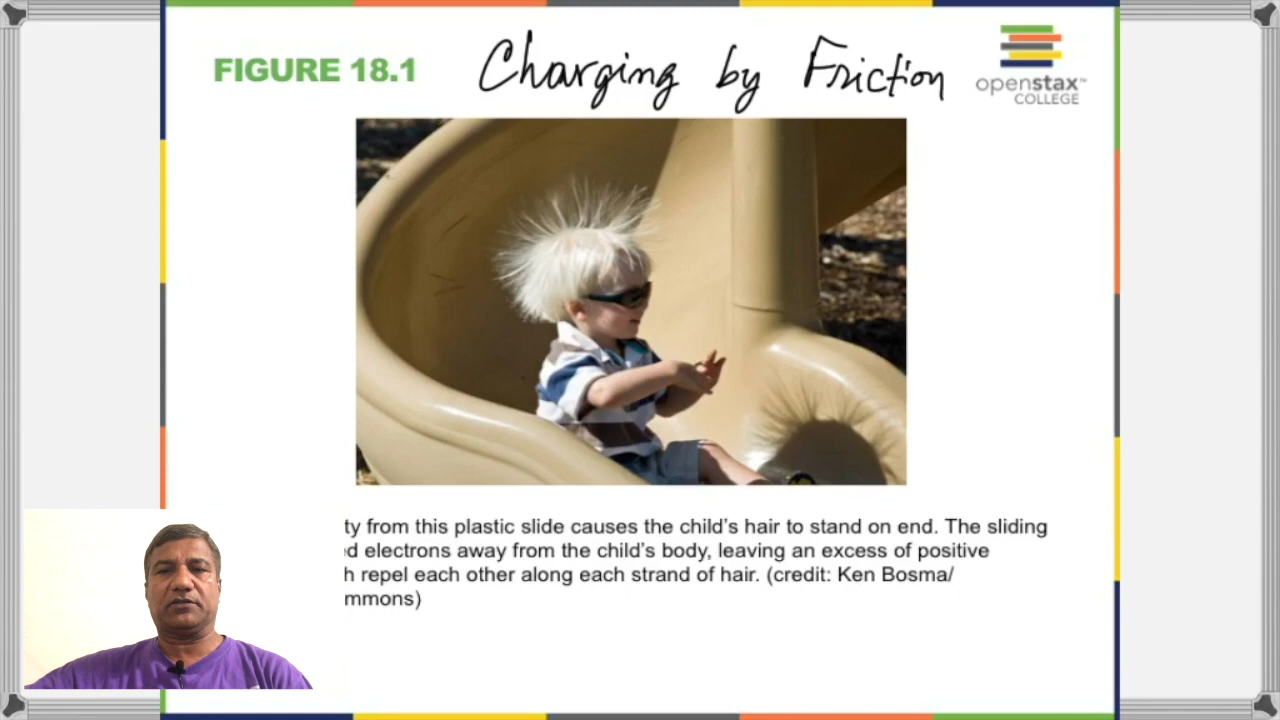 FIGURE 18.1
Charging by Friction
openstax™
COLLEGE
ty from this plastic slide causes the child's hair to stand on end. The sliding
electrons away from the child's body, leaving an excess of positive
repel each other along each strand of hair. (credit: Ken Bosma/
mmons)